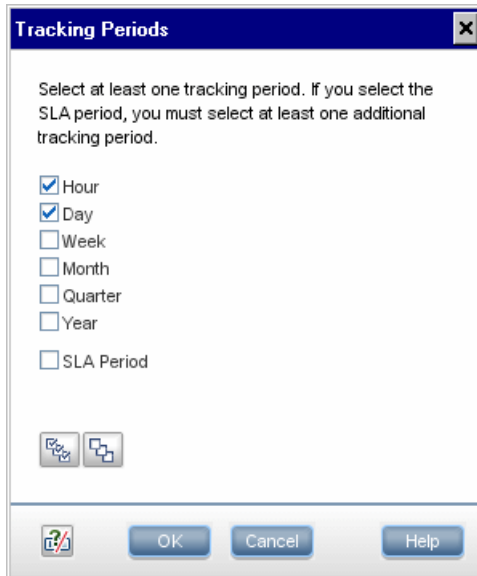 Tracking Periods
Select at least one tracking period. If you select the
SLA period, you must select at least one additional
tracking period.
Hour
Day
Week
Month
Quarter
Year
SLA Period
OK Cancel Help